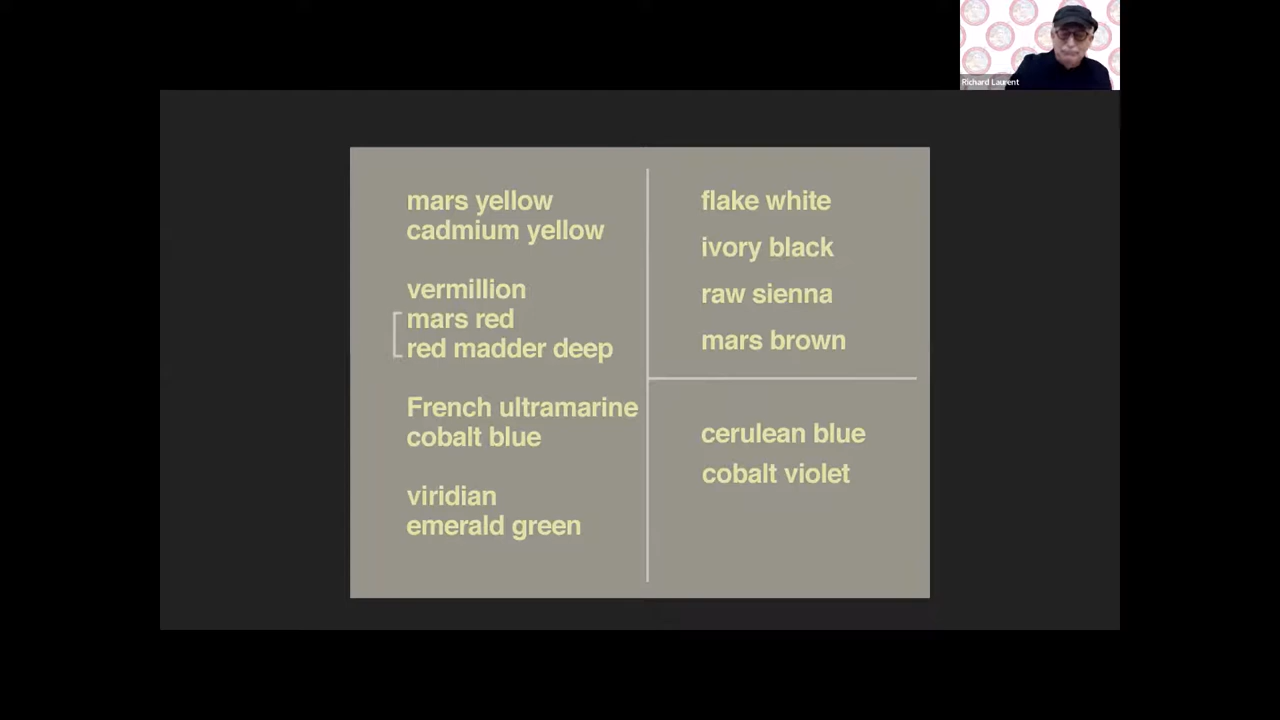 Richard Laurent
mars yellow
cadmium yellow
vermillion
mars red
red madder deep
French ultramarine
cobalt blue
viridian
emerald green
flake white
ivory black
raw sienna
mars brown
cerulean blue
cobalt violet